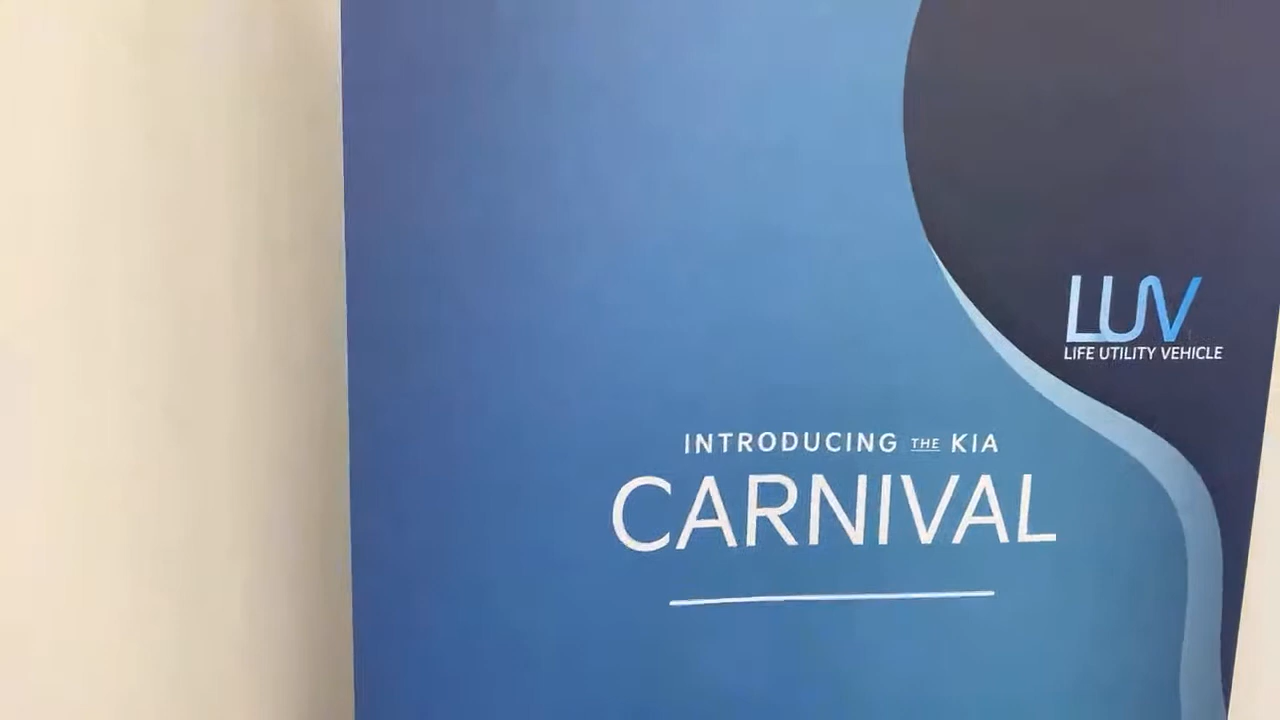 LUV
LIFE UTILITY VEHICLE
INTRODUCING THE KIA
CARNIVAL